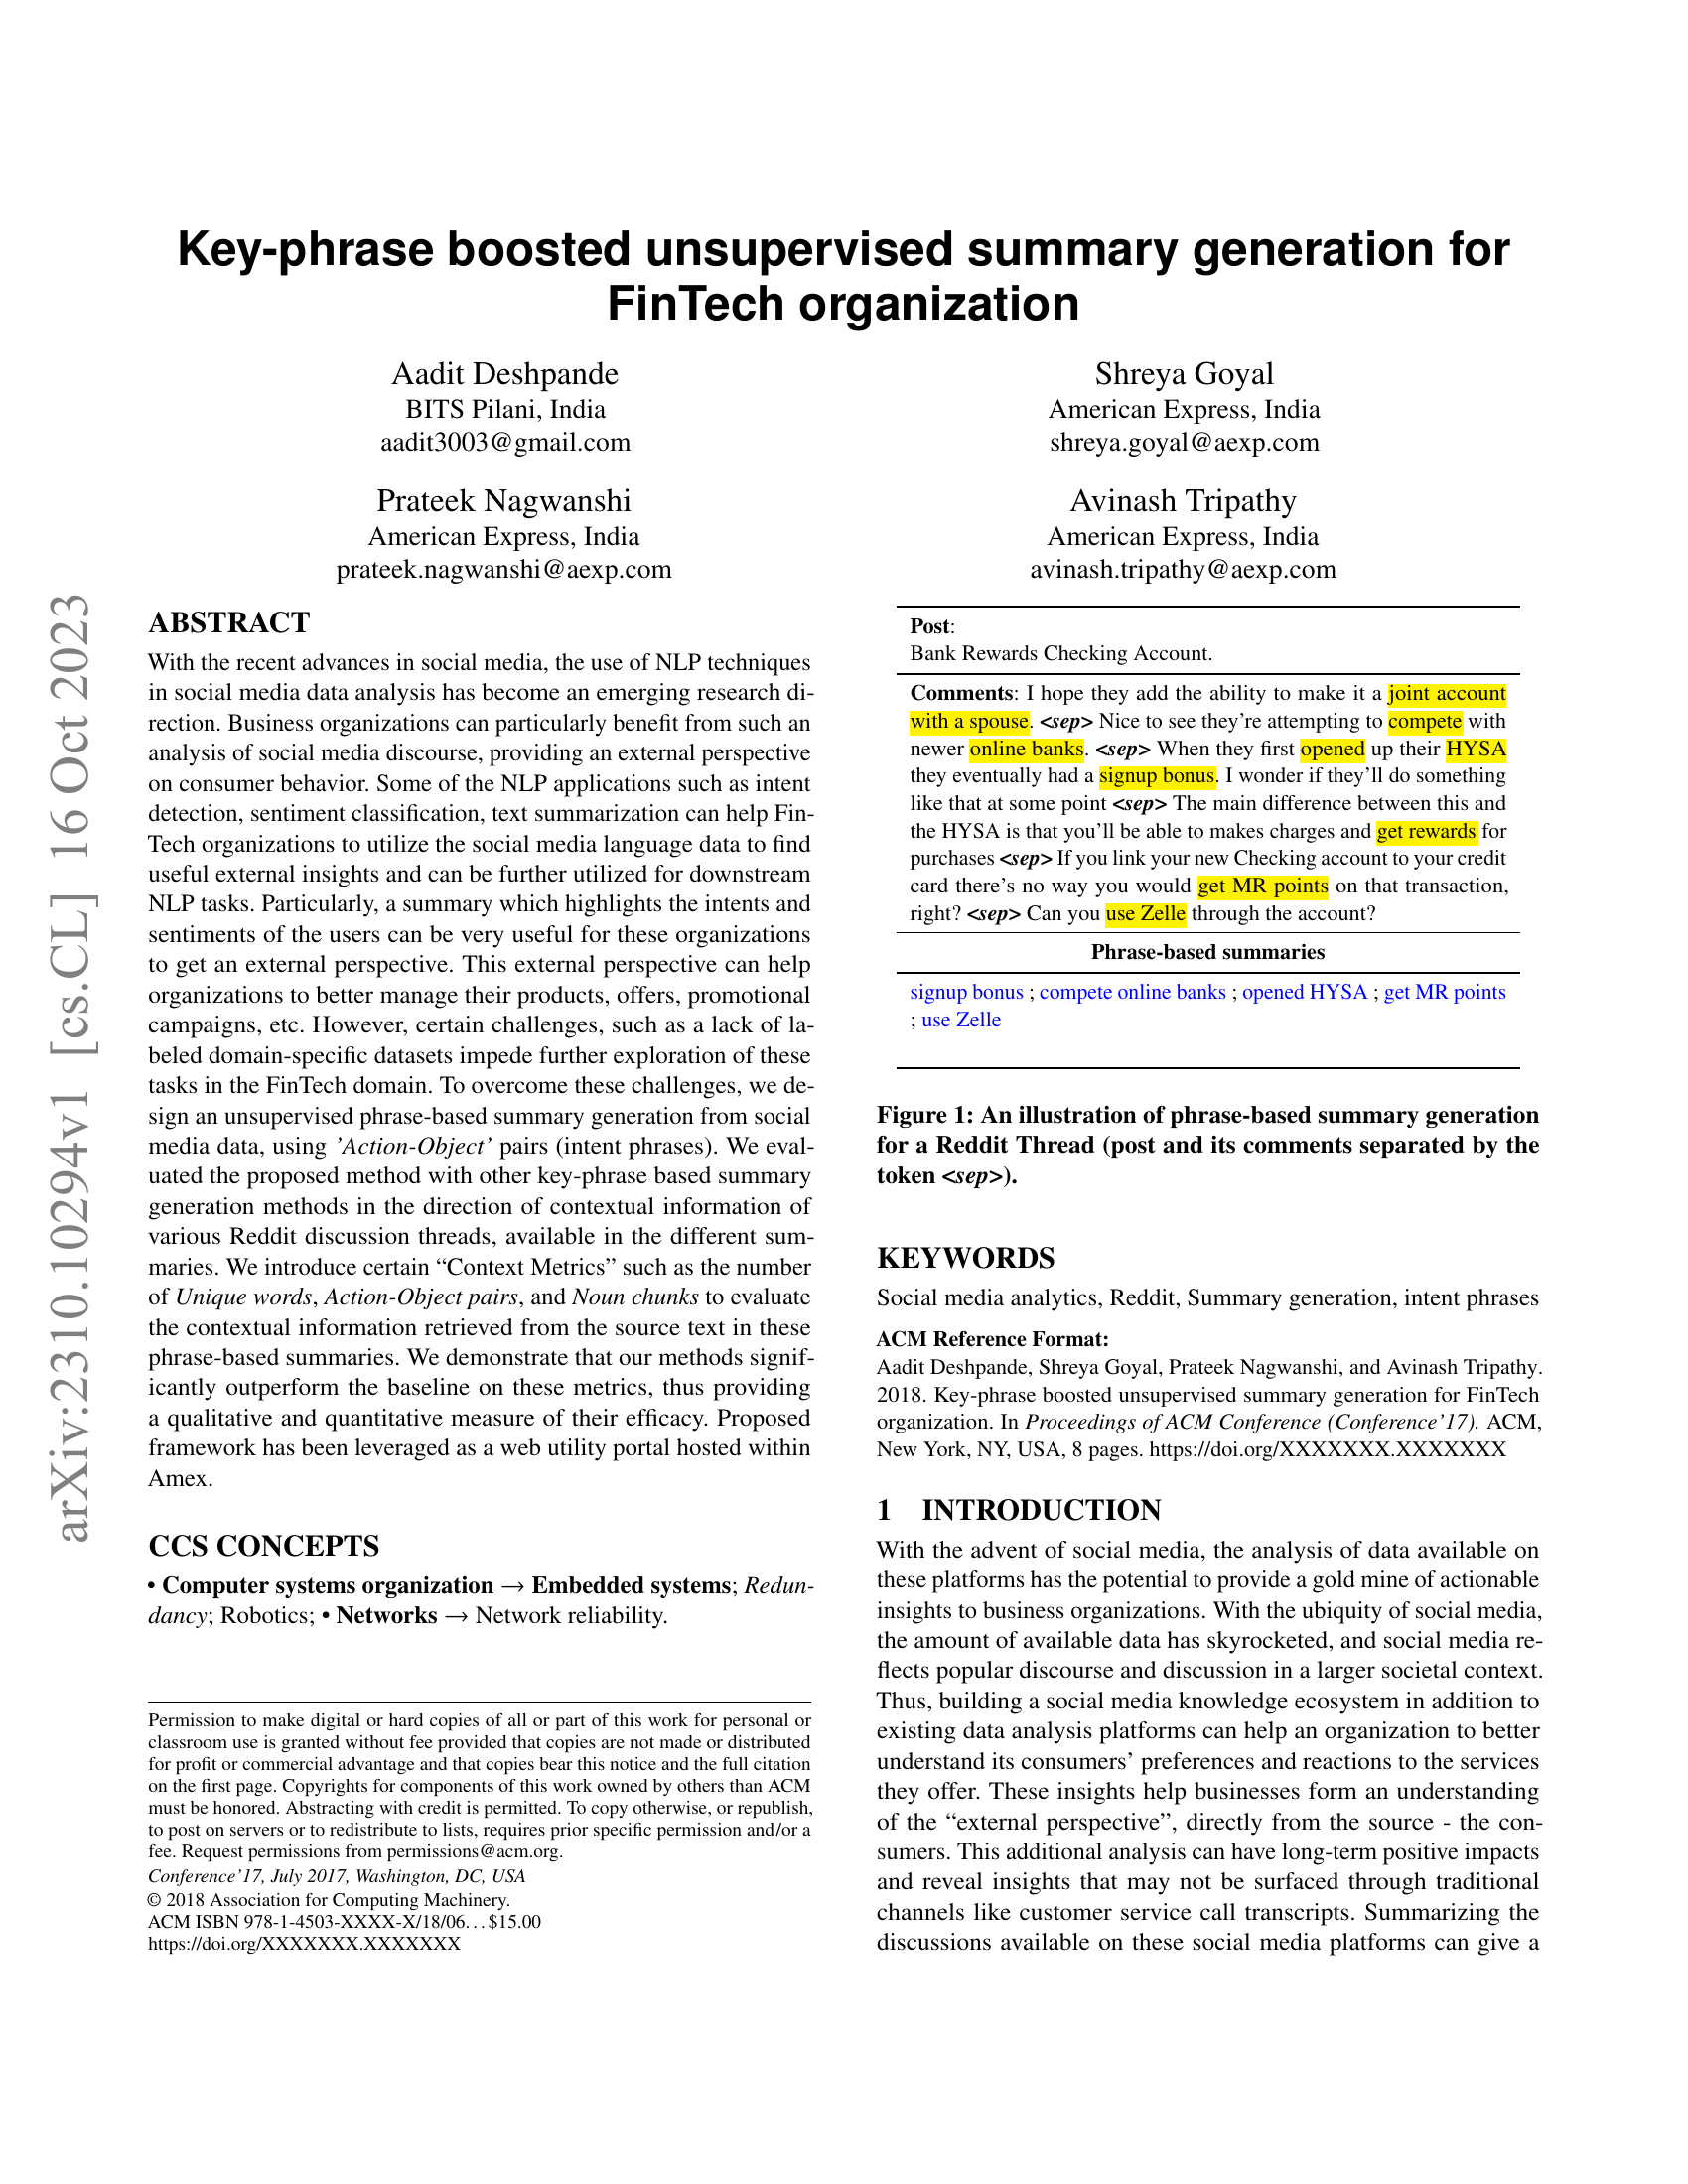 arXiv:2310.10294v1 [cs.CL] 16 Oct 2023
Key-phrase boosted unsupervised summary generation for
FinTech organization
Aadit Deshpande
BITS Pilani, India
aadit3003@gmail.com
Shreya Goyal
American Express, India
shreya.goyal@aexp.com
Prateek Nagwanshi
American Express, India
prateek.nagwanshi@aexp.com
Avinash Tripathy
American Express, India
avinash.tripathy@aexp.com
ABSTRACT
With the recent advances in social media, the use of NLP techniques
in social media data analysis has become an emerging research di-
rection. Business organizations can particularly benefit from such an
analysis of social media discourse, providing an external perspective
on consumer behavior. Some of the NLP applications such as intent
detection, sentiment classification, text summarization can help Fin-
Tech organizations to utilize the social media language data to find
useful external insights and can be further utilized for downstream
NLP tasks. Particularly, a summary which highlights the intents and
sentiments of the users can be very useful for these organizations
to get an external perspective. This external perspective can help
organizations to better manage their products, offers, promotional
campaigns, etc. However, certain challenges, such as a lack of la-
beled domain-specific datasets impede further exploration of these
tasks in the FinTech domain. To overcome these challenges, we de-
sign an unsupervised phrase-based summary generation from social
media data, using 'Action-Object' pairs (intent phrases). We eval-
uated the proposed method with other key-phrase based summary
generation methods in the direction of contextual information of
various Reddit discussion threads, available in the different sum-
maries. We introduce certain “Context Metrics” such as the number
of Unique words, Action-Object pairs, and Noun chunks to evaluate
the contextual information retrieved from the source text in these
phrase-based summaries. We demonstrate that our methods signif-
icantly outperform the baseline on these metrics, thus providing
a qualitative and quantitative measure of their efficacy. Proposed
framework has been leveraged as a web utility portal hosted within
Amex.
CCS CONCEPTS
• Computer systems organization → Embedded systems; Redun-
dancy; Robotics; • Networks → Network reliability.
Permission to make digital or hard copies of all or part of this work for personal or
classroom use is granted without fee provided that copies are not made or distributed
for profit or commercial advantage and that copies bear this notice and the full citation
on the first page. Copyrights for components of this work owned by others than ACM
must be honored. Abstracting with credit is permitted. To copy otherwise, or republish,
to post on servers or to redistribute to lists, requires prior specific permission and/or a
fee. Request permissions from permissions@acm.org.
Conference'17, July 2017, Washington, DC, USA
© 2018 Association for Computing Machinery.
ACM ISBN 978-1-4503-XXXX-X/18/06...$15.00
https://doi.org/XXXXXXX.XXXXXXX
Post:
Bank Rewards Checking Account.
Comments: I hope they add the ability to make it a joint account
with a spouse. <sep> Nice to see they're attempting to compete with
newer online banks. <sep> When they first opened up their HYSA
they eventually had a signup bonus. I wonder if they'll do something
like that at some point <sep> The main difference between this and
the HYSA is that you'll be able to makes charges and get rewards for
purchases <sep> If you link your new Checking account to your credit
card there's no way you would get MR points on that transaction,
right? <sep> Can you use Zelle through the account?
Phrase-based summaries
signup bonus ; compete online banks ; opened HYSA ; get MR points
; use Zelle
Figure 1: An illustration of phrase-based summary generation
for a Reddit Thread (post and its comments separated by the
token <sep>).
KEYWORDS
Social media analytics, Reddit, Summary generation, intent phrases
ACM Reference Format:
Aadit Deshpande, Shreya Goyal, Prateek Nagwanshi, and Avinash Tripathy.
2018. Key-phrase boosted unsupervised summary generation for FinTech
organization. In Proceedings of ACM Conference (Conference'17). ACM,
New York, NY, USA, 8 pages. https://doi.org/XXXXXXX.XXXXXXX
1 INTRODUCTION
With the advent of social media, the analysis of data available on
these platforms has the potential to provide a gold mine of actionable
insights to business organizations. With the ubiquity of social media,
the amount of available data has skyrocketed, and social media re-
flects popular discourse and discussion in a larger societal context.
Thus, building a social media knowledge ecosystem in addition to
existing data analysis platforms can help an organization to better
understand its consumers' preferences and reactions to the services
they offer. These insights help businesses form an understanding
of the “external perspective”, directly from the source - the con-
sumers. This additional analysis can have long-term positive impacts
and reveal insights that may not be surfaced through traditional
channels like customer service call transcripts. Summarizing the
discussions available on these social media platforms can give a